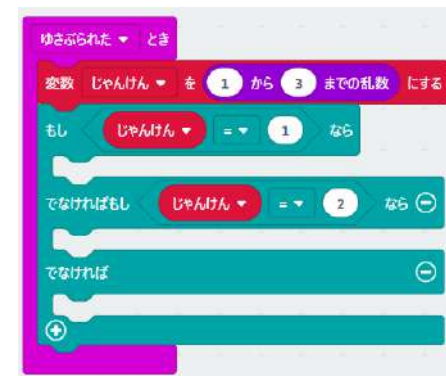 ゆさぶられた とき
変数 じゃんけん を 1 から 3 までの乱数 にする
もし じゃんけん = 1 なら
でなければもし じゃんけん = 2 なら
でなければ